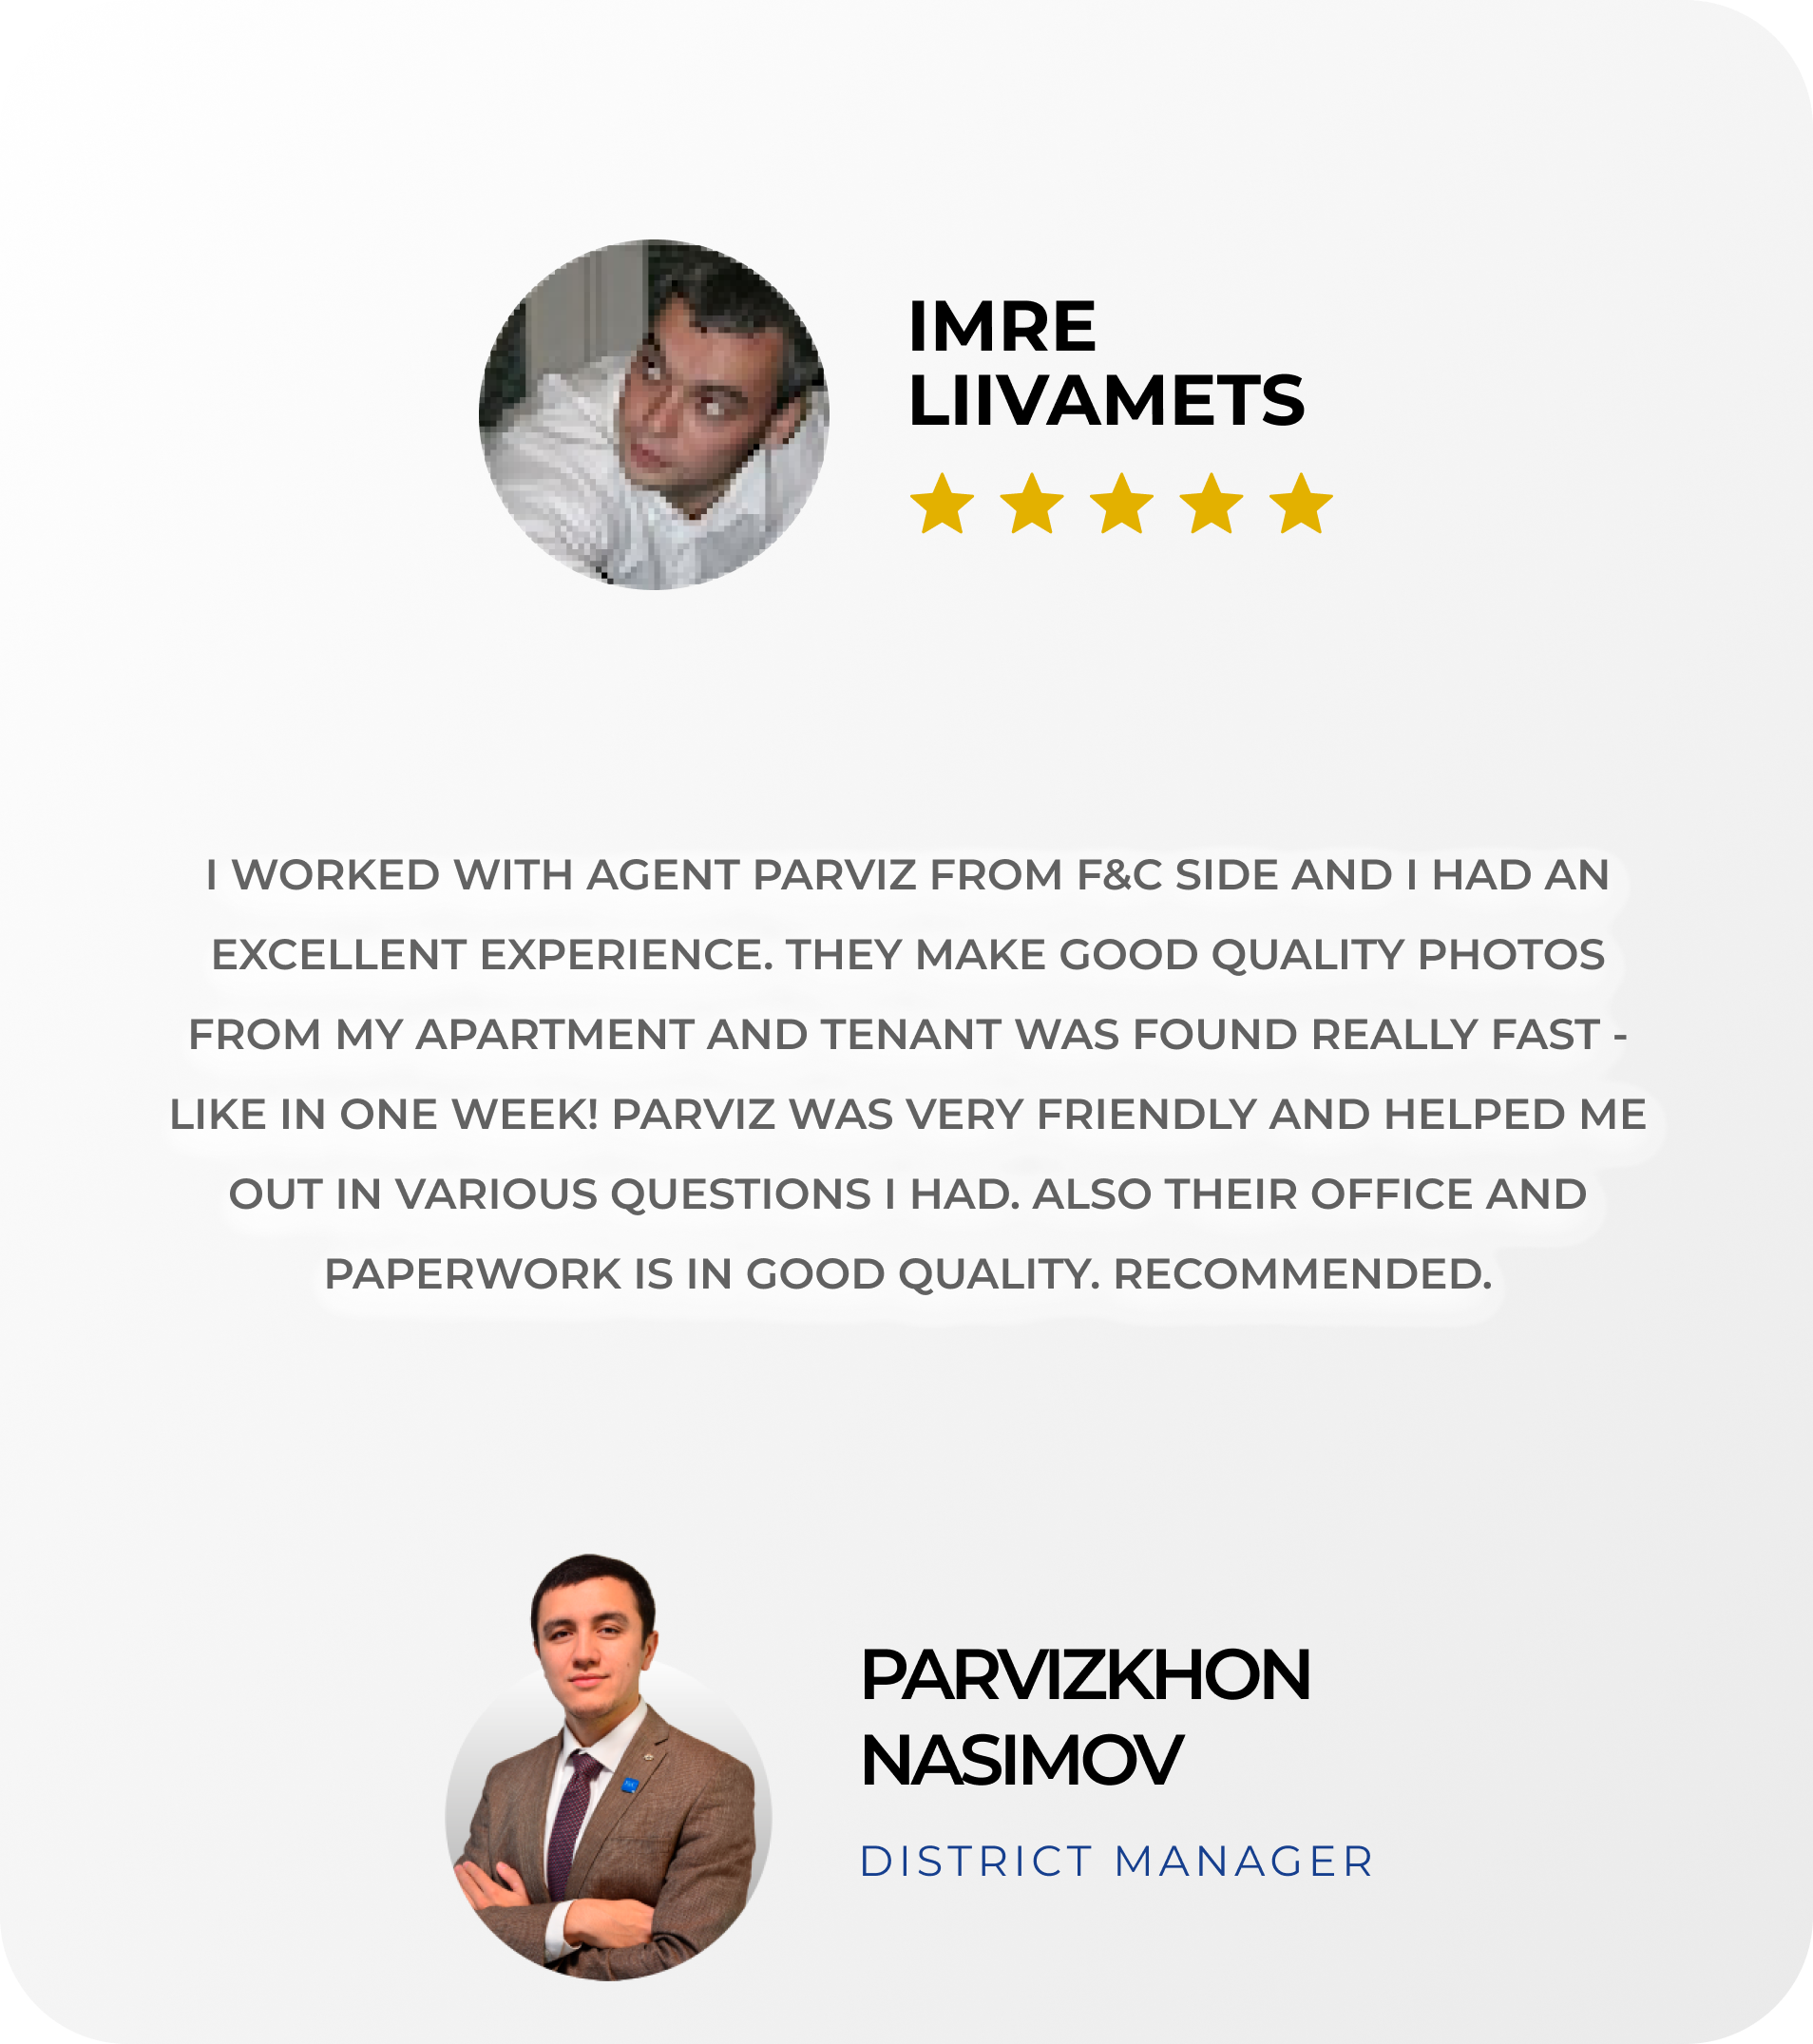 IMRE
LIIVAMETS
I WORKED WITH AGENT PARVIZ FROM F&C SIDE AND I HAD AN
EXCELLENT EXPERIENCE. THEY MAKE GOOD QUALITY PHOTOS
FROM MY APARTMENT AND TENANT WAS FOUND REALLY FAST -
LIKE IN ONE WEEK! PARVIZ WAS VERY FRIENDLY AND HELPED ME
OUT IN VARIOUS QUESTIONS I HAD. ALSO THEIR OFFICE AND
PAPERWORK IS IN GOOD QUALITY. RECOMMENDED.
PARVIZKHON
NASIMOV
DISTRICT MANAGER